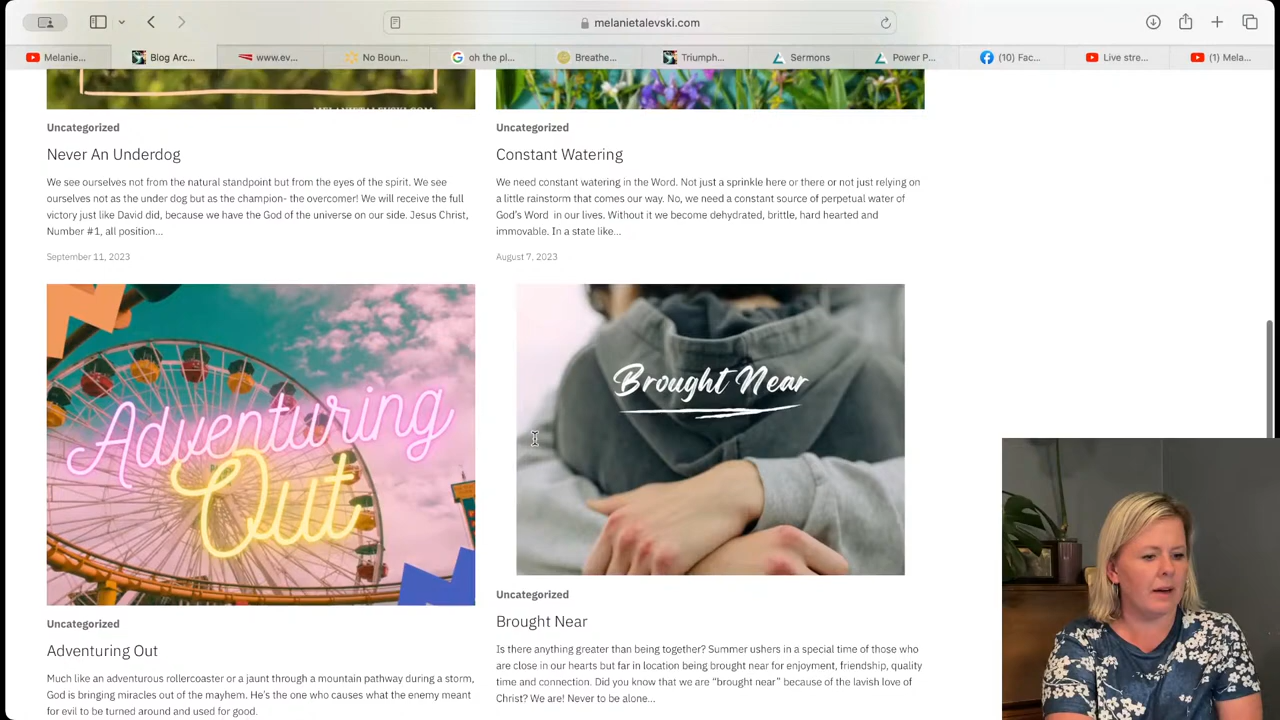 melanietalevski.com
Melanie...
Blog Arc...
www.ev...
No Boun...
oh the pl...
Breathe...
Triumph...
Sermons
Power P...
(10) Fac...
Live stre...
(1) Mela...
MELANIETALEVSKI.COM
Uncategorized
Never An Underdog
We see ourselves not from the natural standpoint but from the eyes of the spirit. We see
ourselves not as the under dog but as the champion- the overcomer! We will receive the full
victory just like David did, because we have the God of the universe on our side. Jesus Christ,
Number #1, all position...
September 11, 2023
Uncategorized
Constant Watering
We need constant watering in the Word. Not just a sprinkle here or there or not just relying on
a little rainstorm that comes our way. No, we need a constant source of perpetual water of
God's Word in our lives. Without it we become dehydrated, brittle, hard hearted and
immovable. In a state like...
August 7, 2023
Adventuring
Out
Uncategorized
Adventuring Out
Much like an adventurous rollercoaster or a jaunt through a mountain pathway during a storm,
God is bringing miracles out of the mayhem. He's the one who causes what the enemy meant
for evil to be turned around and used for good.
Brought Near
Uncategorized
Brought Near
Is there anything greater than being together? Summer ushers in a special time of those who
are close in our hearts but far in location being brought near for enjoyment, friendship, quality
time and connection. Did you know that we are "brought near" because of the lavish love of
Christ? We are! Never to be alone...